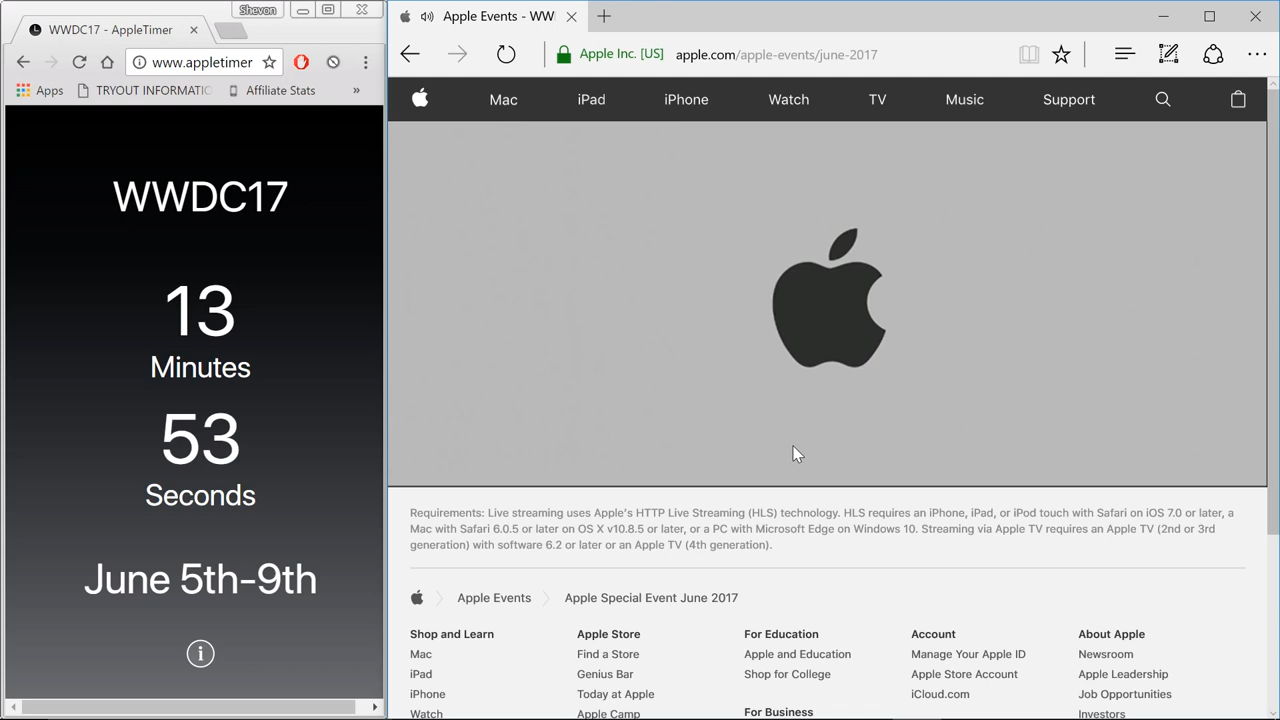 Shevon
WWDC17 - AppleTimer
www.appletimer
Apps
TRYOUT INFORMATIC
Affiliate Stats
»
WWDC17
13
Minutes
53
Seconds
June 5th-9th
i
Apple Events - WW
Apple Inc. [US]
apple.com/apple-events/june-2017
Mac
iPad
iPhone
Watch
TV
Music
Support
Requirements: Live streaming uses Apple's HTTP Live Streaming (HLS) technology. HLS requires an iPhone, iPad, or iPod touch with Safari on iOS 7.0 or later, a
Mac with Safari 6.0.5 or later on OS X v10.8.5 or later, or a PC with Microsoft Edge on Windows 10. Streaming via Apple TV requires an Apple TV (2nd or 3rd
generation) with software 6.2 or later or an Apple TV (4th generation).
Apple Events
Apple Special Event June 2017
Shop and Learn
Mac
iPad
iPhone
Watch
Apple Store
Find a Store
Genius Bar
Today at Apple
Apple Camp
For Education
Apple and Education
Shop for College
For Business
Account
Manage Your Apple ID
Apple Store Account
iCloud.com
About Apple
Newsroom
Apple Leadership
Job Opportunities
Investors